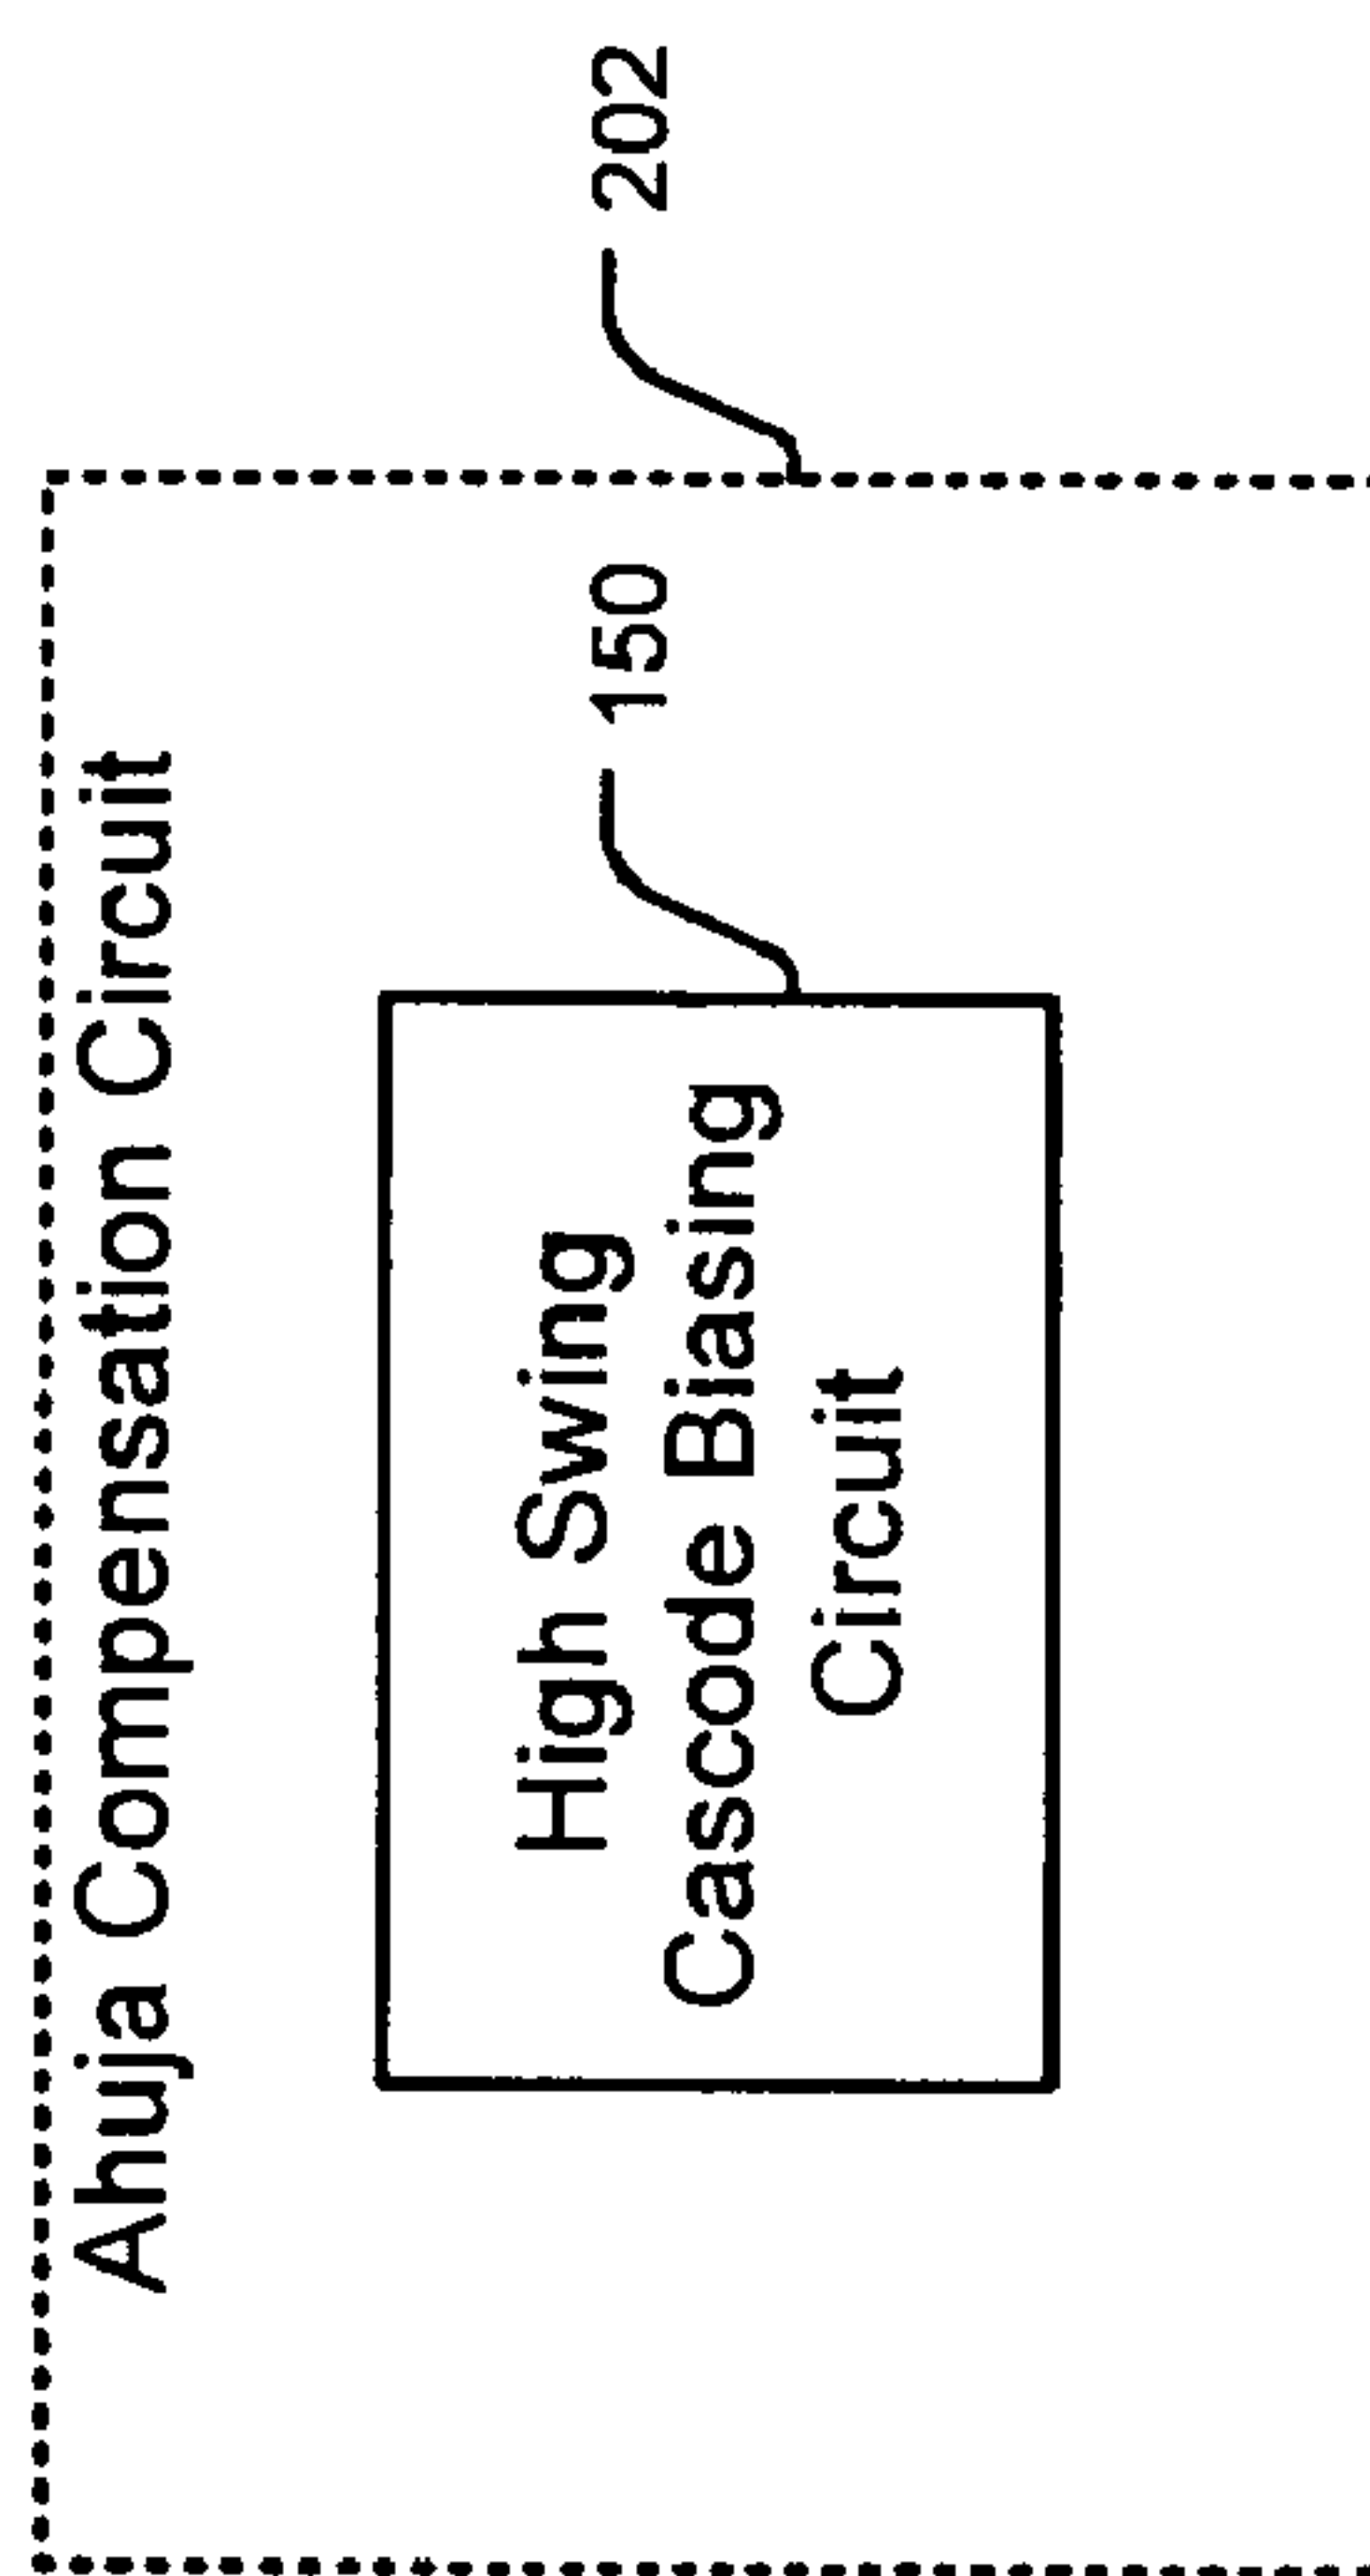 Ahuja Compensation Circuit
202
150
High Swing
Cascode Biasing
Circuit